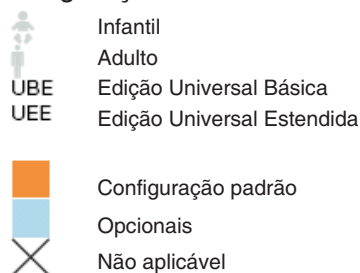 Infantil
Adulto
UBE Edição Universal Básica
UEE Edição Universal Estendida
Configuração padrão
Opcionais
Não aplicável